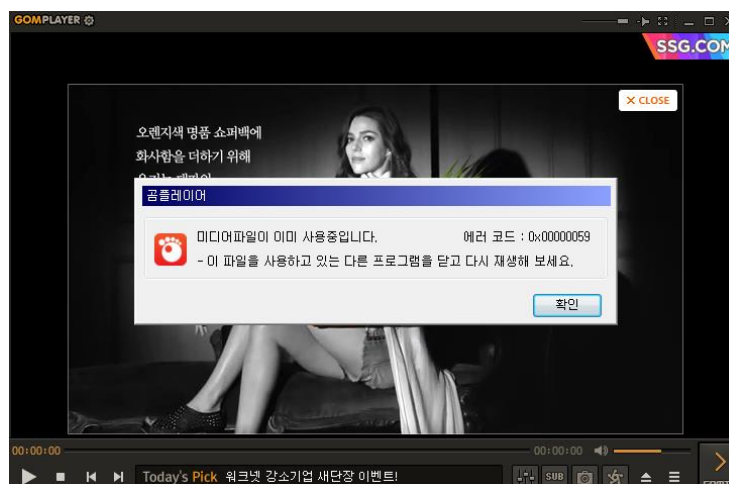 GOMPLAYER
SSG.COM
× CLOSE
오렌지색 명품 쇼퍼백에
화사함을 더하기 위해
곰플레이어
미디어파일이 이미 사용중입니다. 에러 코드 : 0x00000059
- 이 파일을 사용하고 있는 다른 프로그램을 닫고 다시 재생해 보세요.
확인
00:00:00 00:00:00
Today's Pick 워크넷 강소기업 새단장 이벤트!
SUB